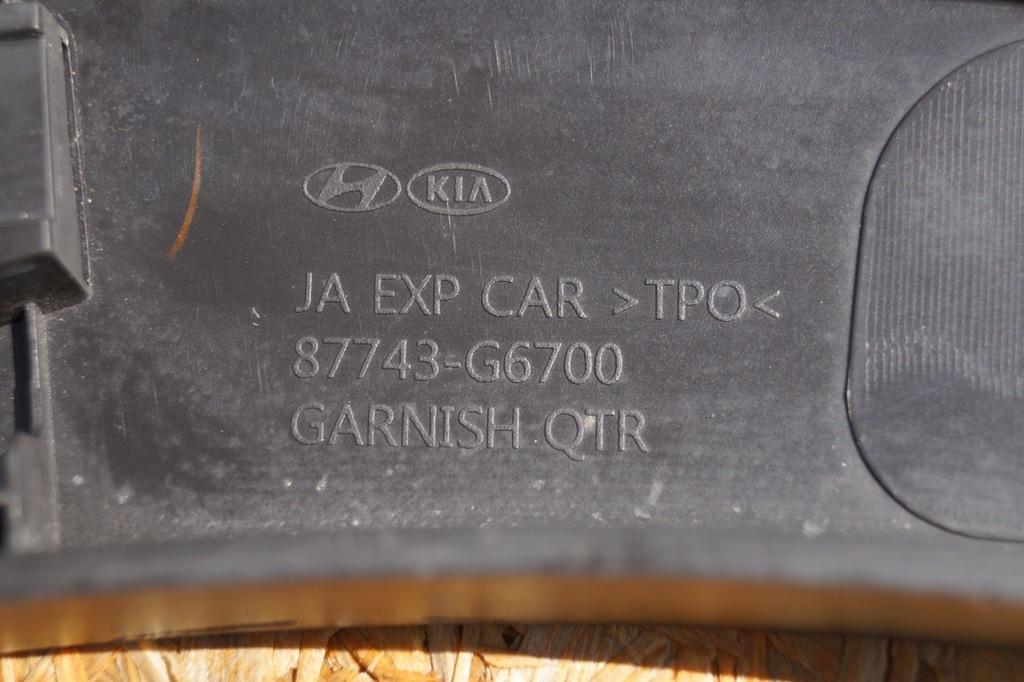 KIA
JA EXP CAR >TPO<
87743-G6700
GARNISH QTR